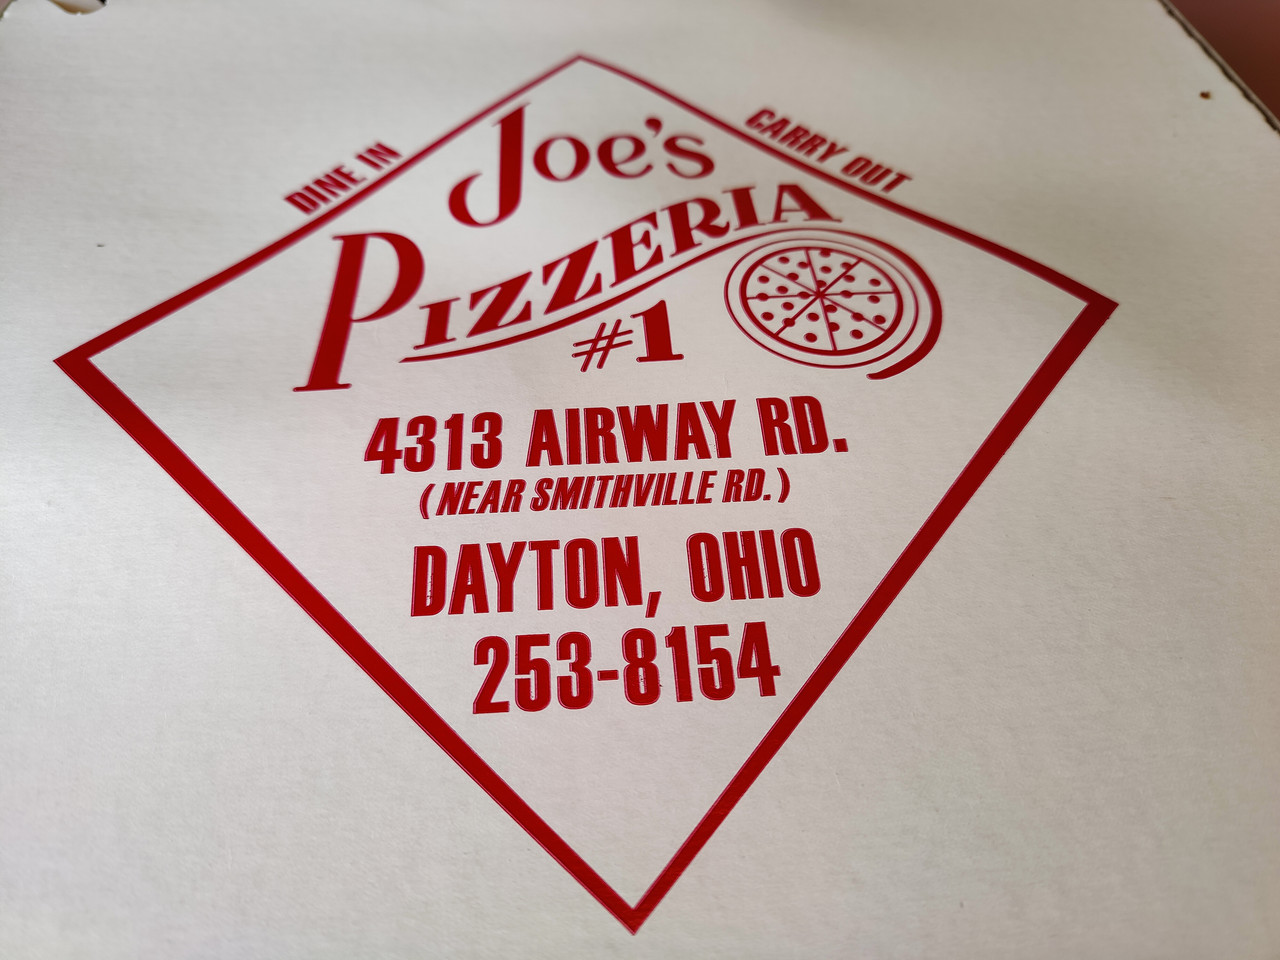 DINE IN
CARRY OUT
Joe's
PIZZERIA
#1
4313 AIRWAY RD.
(NEAR SMITHVILLE RD.)
DAYTON, OHIO
253-8154